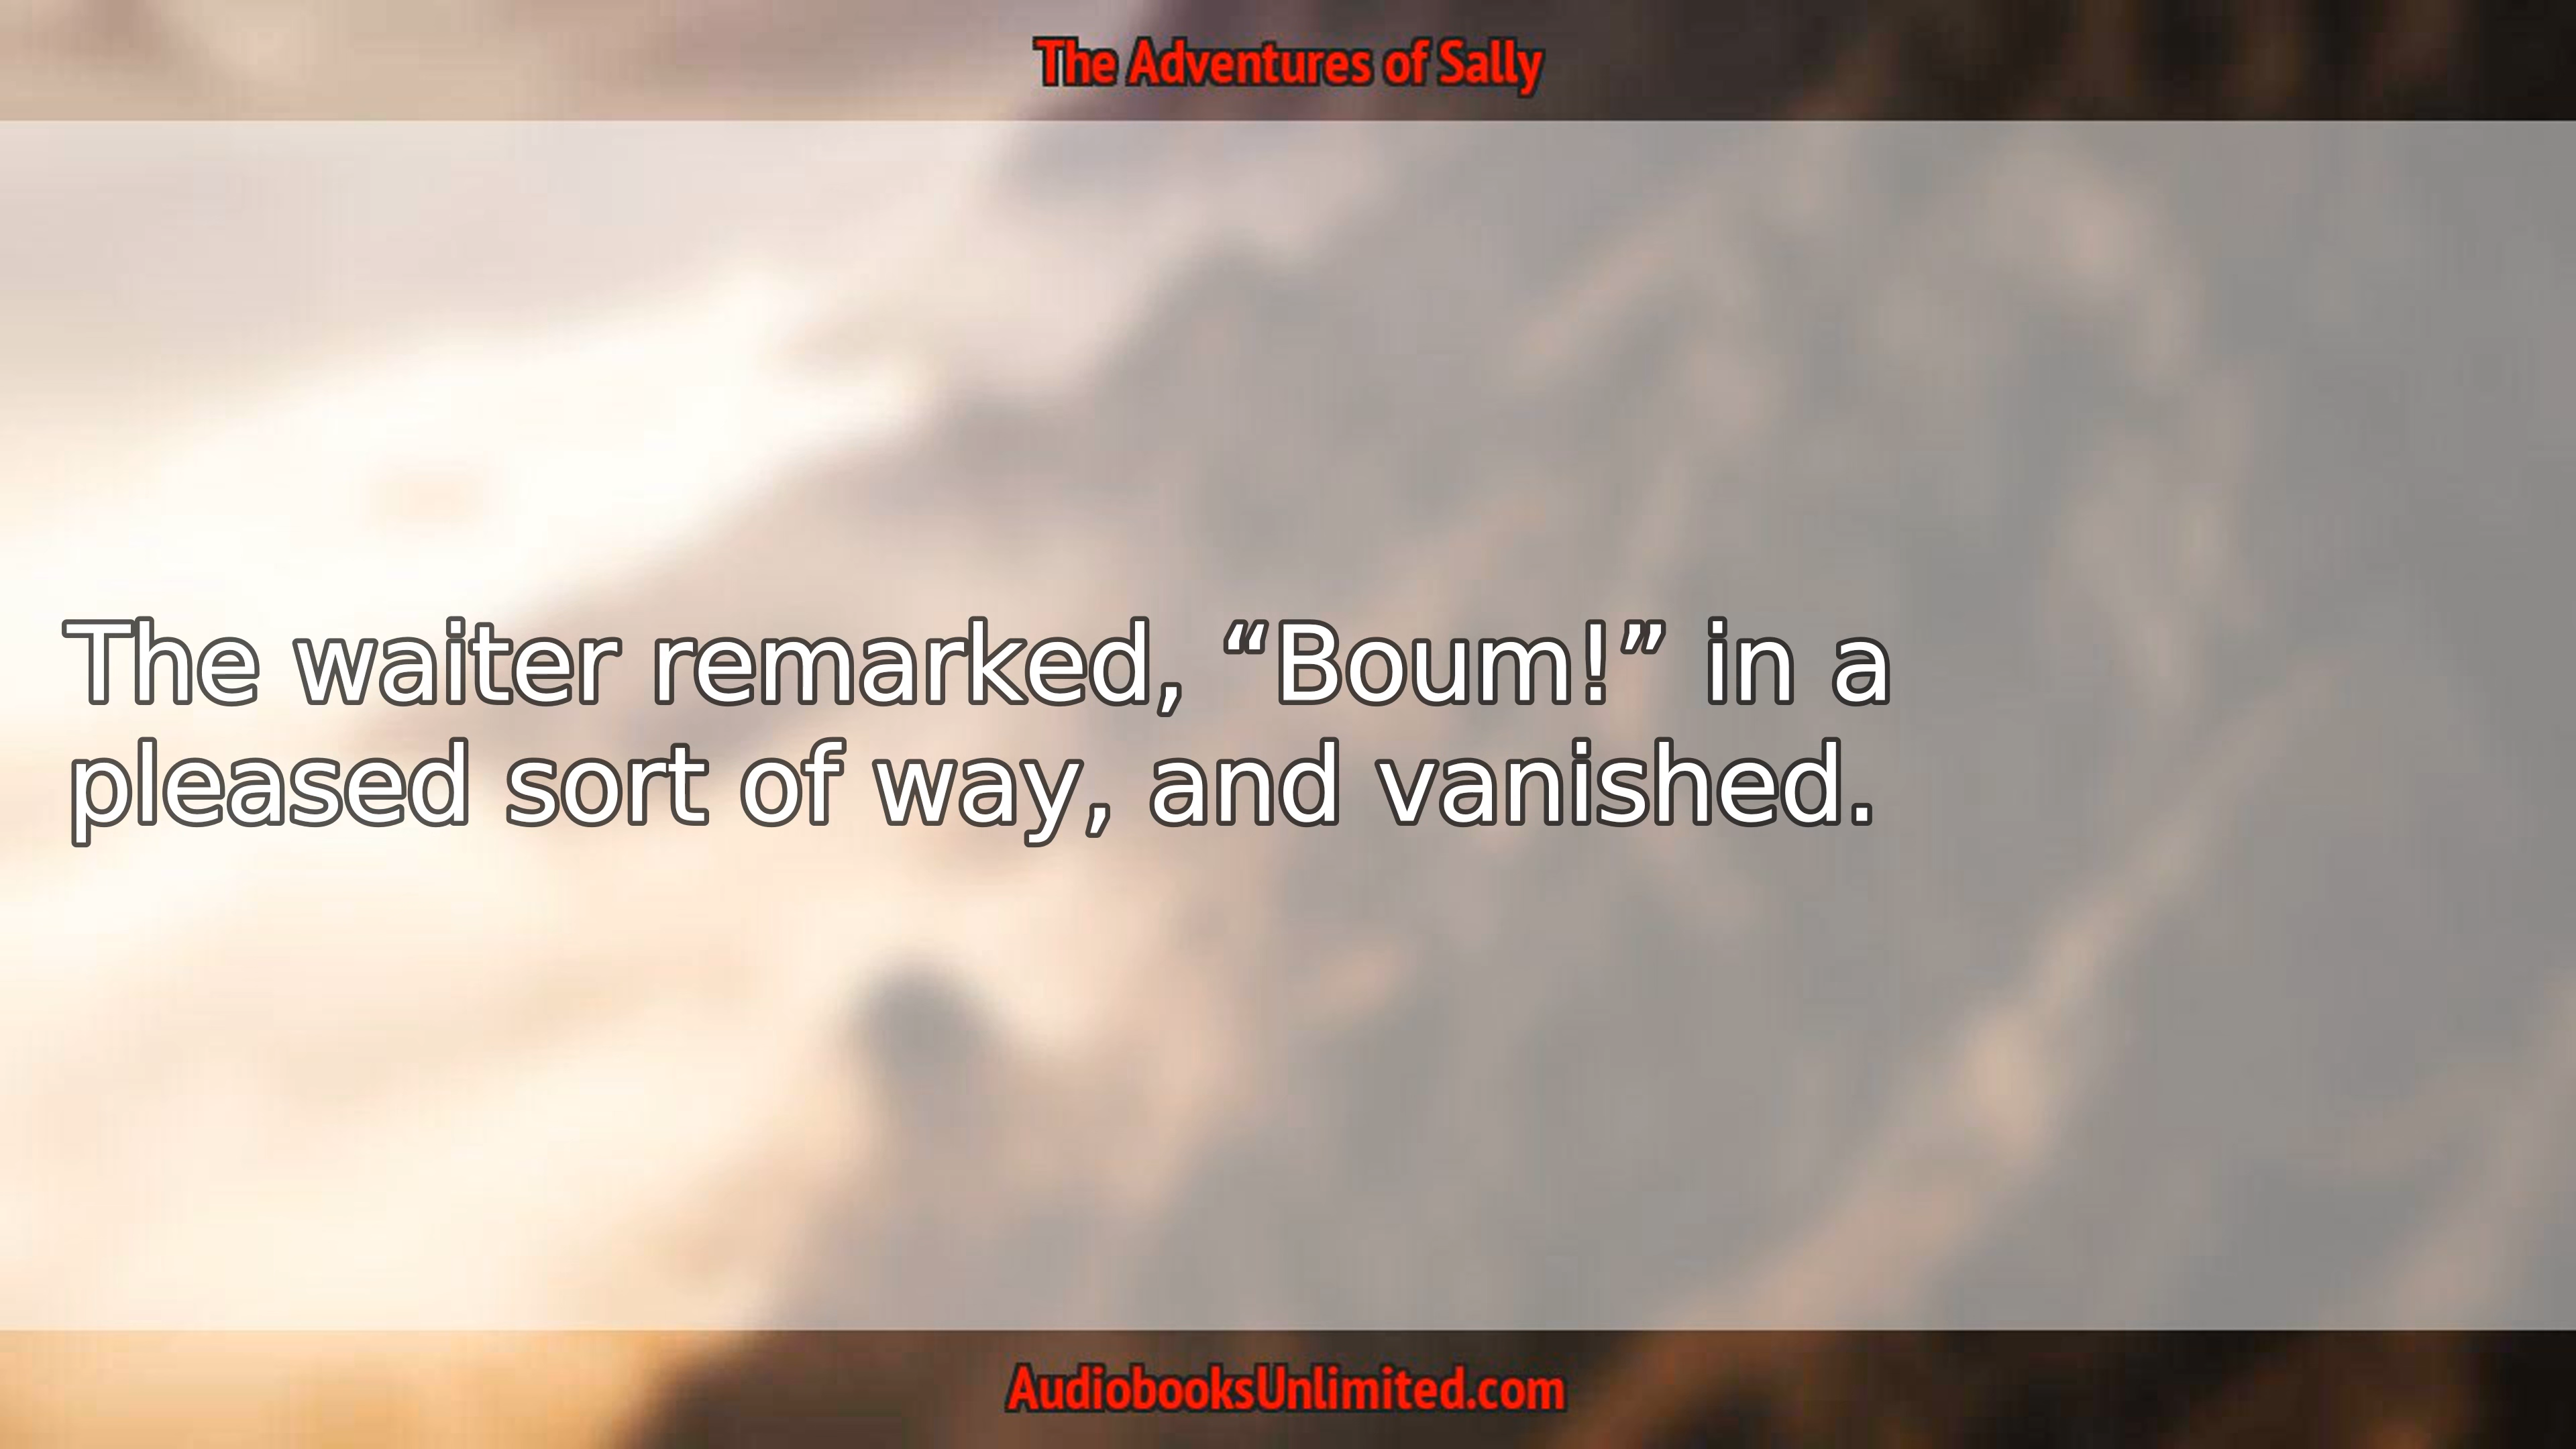 The Adventures of Sally
The waiter remarked, “Boum!” in a
pleased sort of way, and vanished.
AudiobooksUnlimited.com